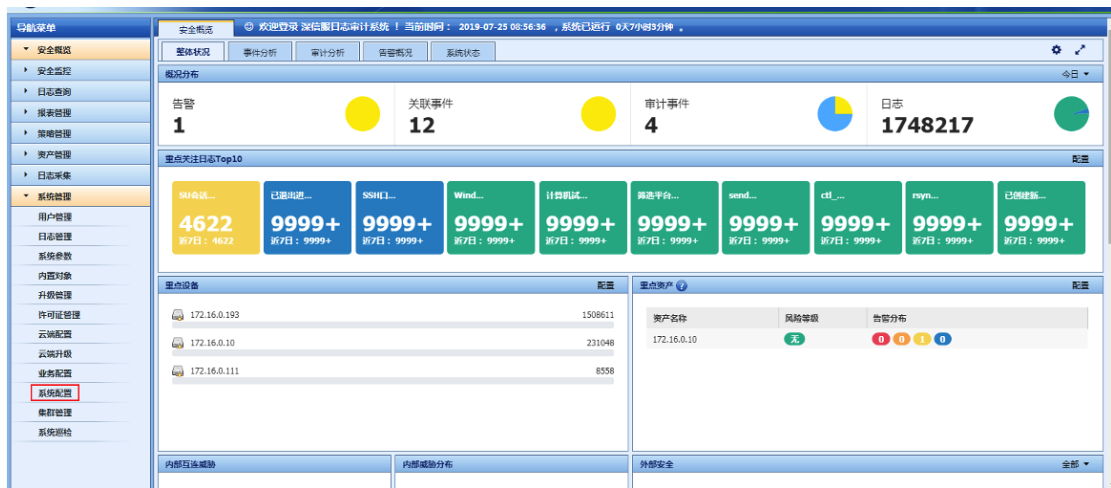 导航菜单
安全概览
安全监控
日志查询
报表管理
策略管理
资产管理
日志采集
系统管理
用户管理
日志管理
系统参数
内置对象
升级管理
许可证管理
云端配置
云端升级
业务配置
系统配置
集群管理
系统巡检
安全概览 欢迎登录 深信服日志审计系统 ！ 当前时间： 2019-07-25 08:56:36 ，系统已运行 0天7小时3分钟 。
整体状况 事件分析 审计分析 告警概况 系统状态
概况分布 今日
告警 关联事件 审计事件 日志
1 12 4 1748217
重点关注日志Top10 配置
SU会话... 已退出进... SSH口... Wind... 计算机试... 筛选平台... send... ctl_... rsyn... 已创建新...
4622 9999+ 9999+ 9999+ 9999+ 9999+ 9999+ 9999+ 9999+ 9999+
近7日：4622 近7日：9999+ 近7日：9999+ 近7日：9999+ 近7日：9999+ 近7日：9999+ 近7日：9999+ 近7日：9999+ 近7日：9999+ 近7日：9999+
重点设备 配置
172.16.0.193 1508611
172.16.0.10 231048
172.16.0.111 8558
重点资产 ? 配置
资产名称 风险等级 告警分布
172.16.0.10 无 0 0 1 0
内部互连威胁 内部威胁分布 外部安全 全部